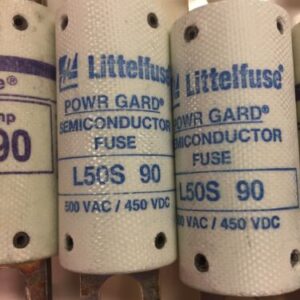 e®
mp
90
Littelfuse
POWR GARD®
SEMICONDUCTOR
FUSE
L50S 90
500 VAC / 450 VDC
Littelfuse®
POWR GARD®
SEMICONDUCTOR
FUSE
L50S 90
500 VAC / 450 VDC